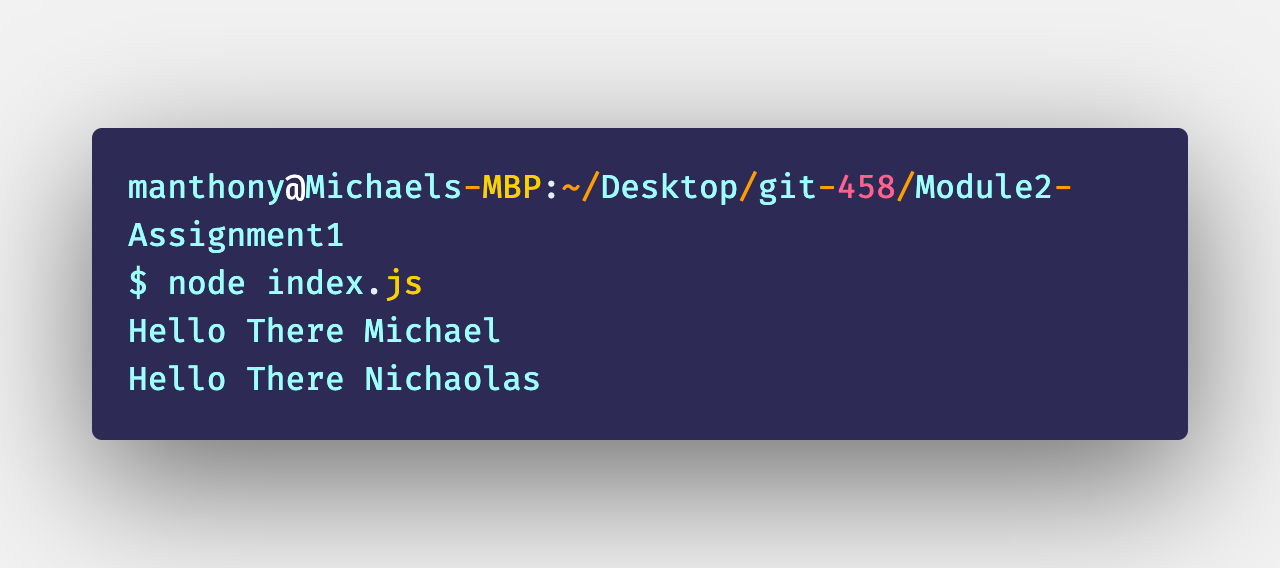 manthony@Michaels-MBP:~/Desktop/git-458/Module2-
Assignment1
$ node index.js
Hello There Michael
Hello There Nichaolas